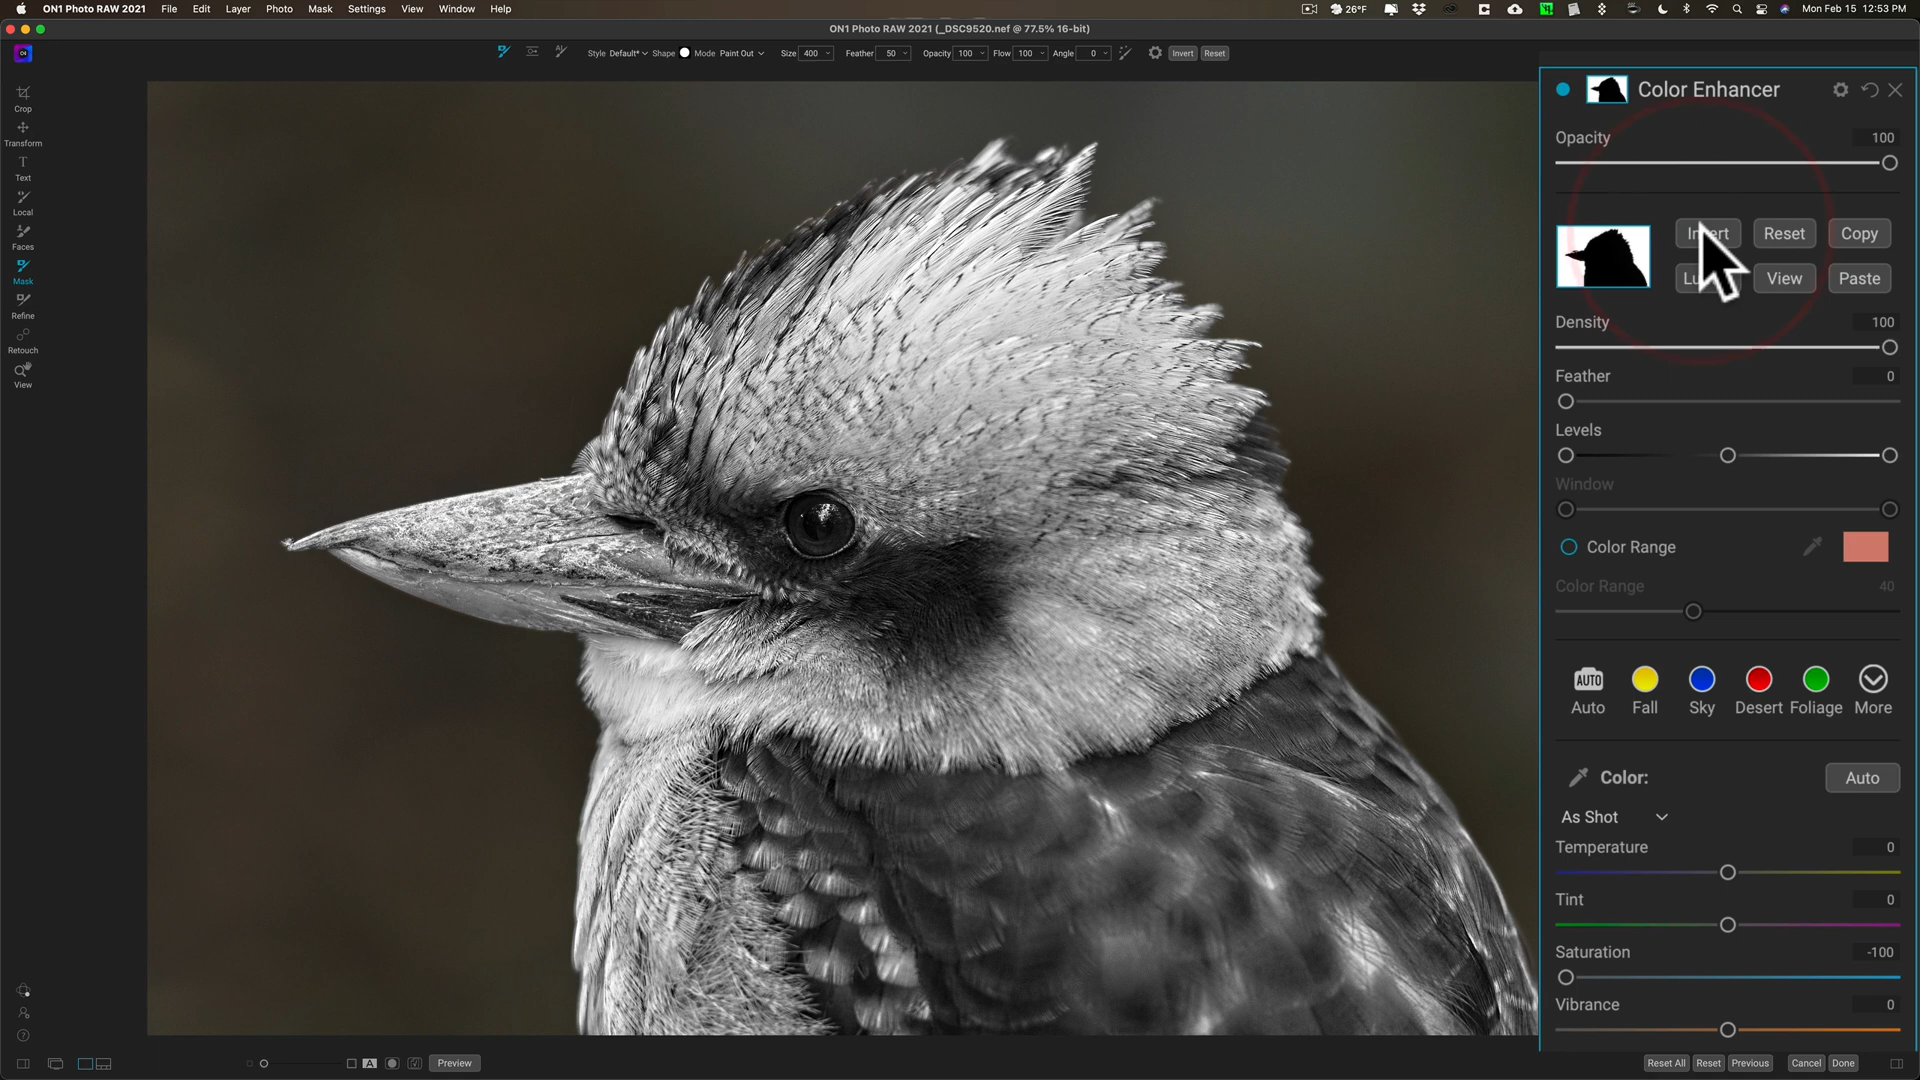 ON1 Photo RAW 2021 File Edit Layer Photo Mask Settings View Window Help 26°F Mon Feb 15 12:53 PM
ON1 Photo RAW 2021 (_DSC9520.nef @ 77.5% 16-bit)
Style Default* Shape Mode Paint Out Size 400 Feather 50 Opacity 100 Flow 100 Angle 0 Invert Reset
Crop
Transform
Text
Local
Faces
Mask
Refine
Retouch
View
Color Enhancer
Opacity 100
Reset Copy
View Paste
Density 100
Feather 0
Levels
Window
Color Range
Color Range 40
AUTO
Auto Fall Sky Desert Foliage More
Color: Auto
As Shot
Temperature 0
Tint 0
Saturation -100
Vibrance 0
A Preview Reset All Reset Previous Cancel Done